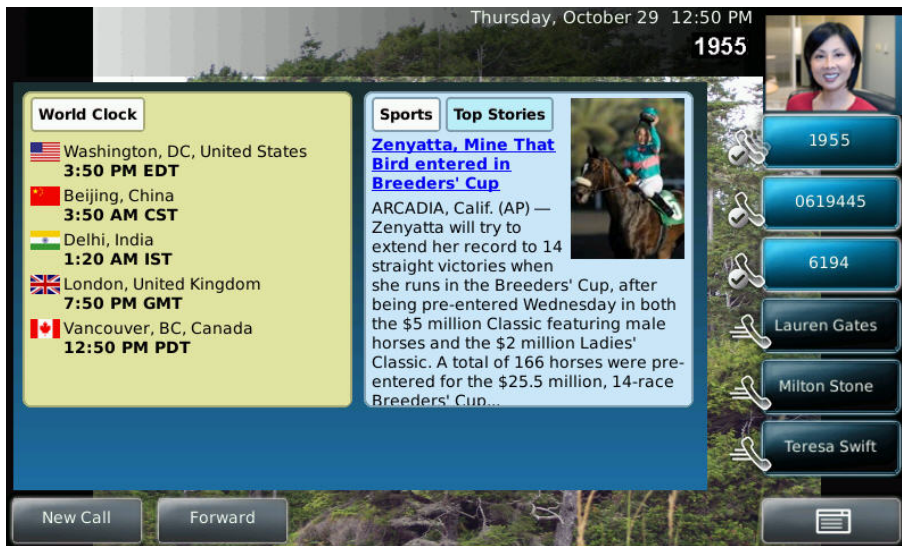 Thursday, October 29 12:50 PM
1955
World Clock
Washington, DC, United States
3:50 PM EDT
Beijing, China
3:50 AM CST
Delhi, India
1:20 AM IST
London, United Kingdom
7:50 PM GMT
Vancouver, BC, Canada
12:50 PM PDT
Sports Top Stories
Zenyatta, Mine That
Bird entered in
Breeders' Cup
ARCADIA, Calif. (AP) —
Zenyatta will try to
extend her record to 14
straight victories when
she runs in the Breeders' Cup, after
being pre-entered Wednesday in both
the $5 million Classic featuring male
horses and the $2 million Ladies'
Classic. A total of 166 horses were pre-
entered for the $25.5 million, 14-race
Breeders' Cup...
1955
0619445
6194
Lauren Gates
Milton Stone
Teresa Swift
New Call
Forward